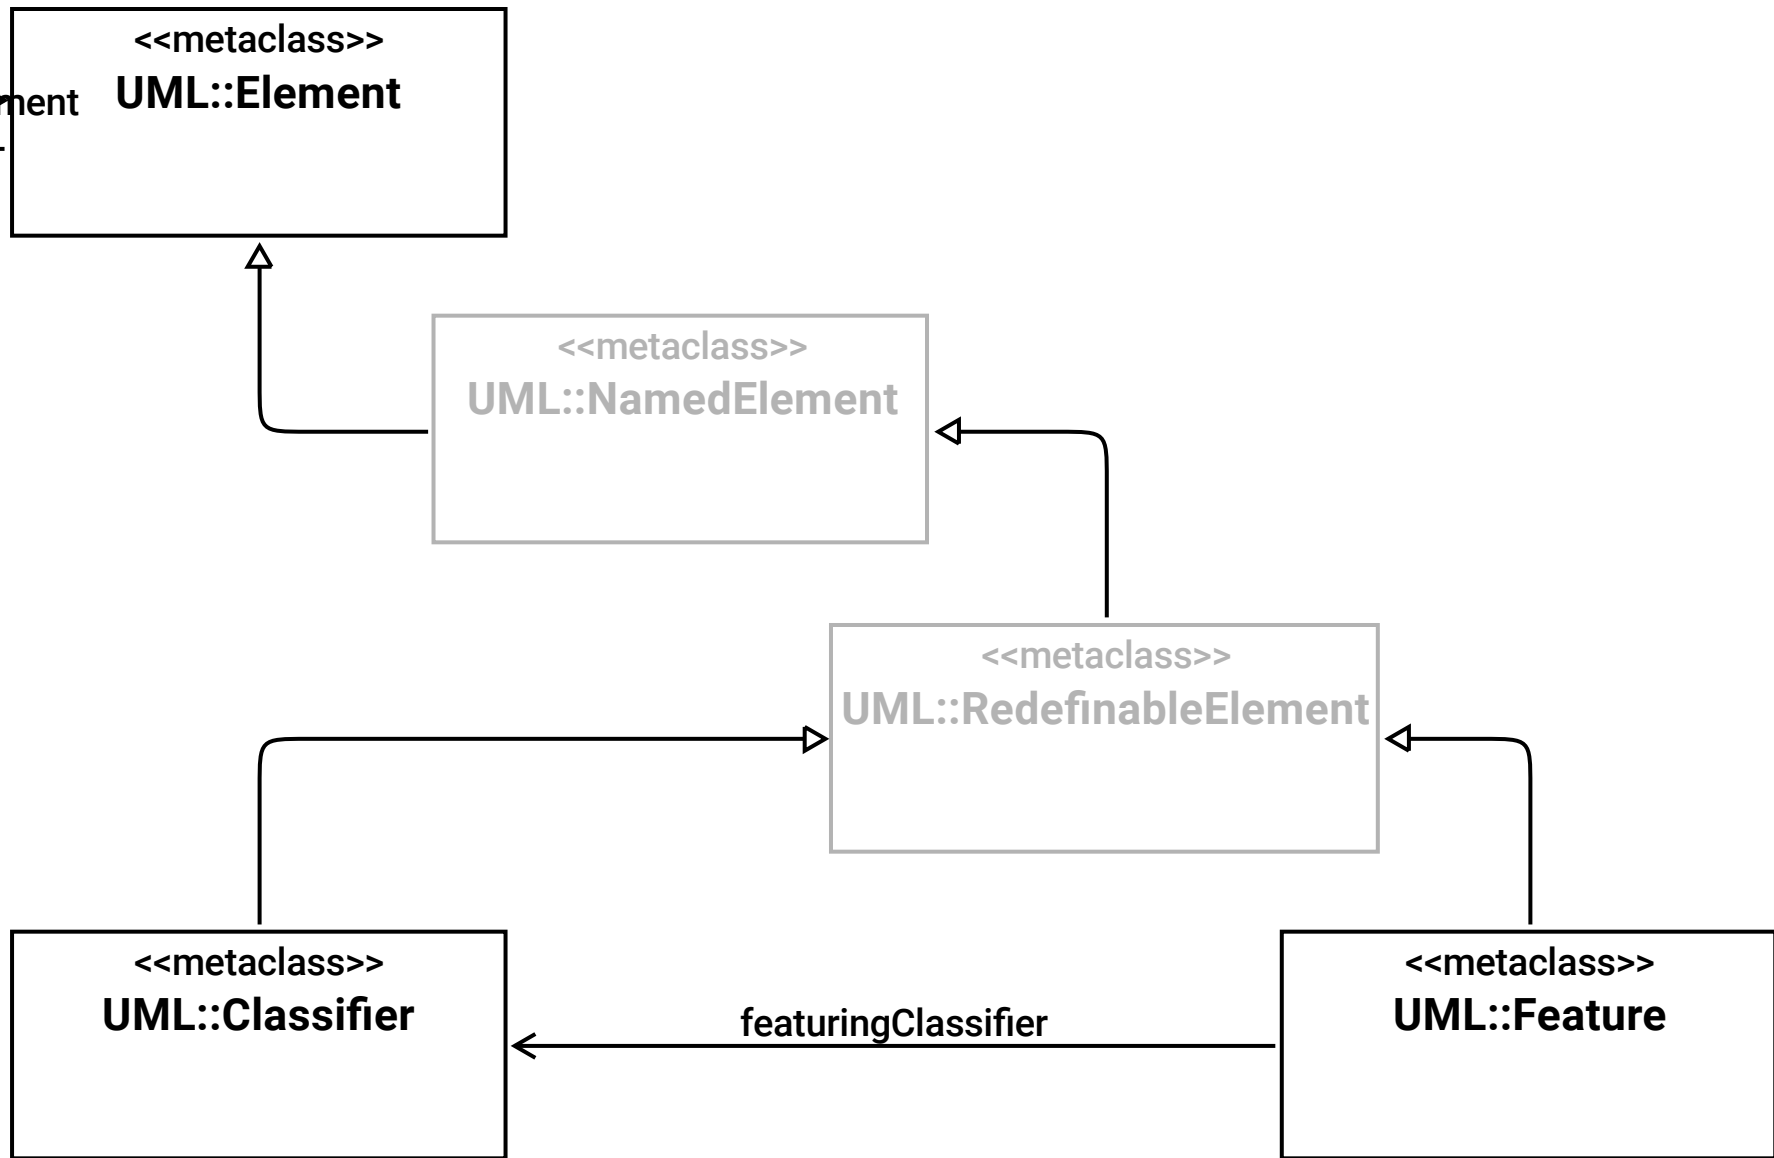 <<metaclass>>
UML::Element
<<metaclass>>
UML::NamedElement
<<metaclass>>
UML::RedefinableElement
<<metaclass>>
UML::Classifier
featuringClassifier
<<metaclass>>
UML::Feature